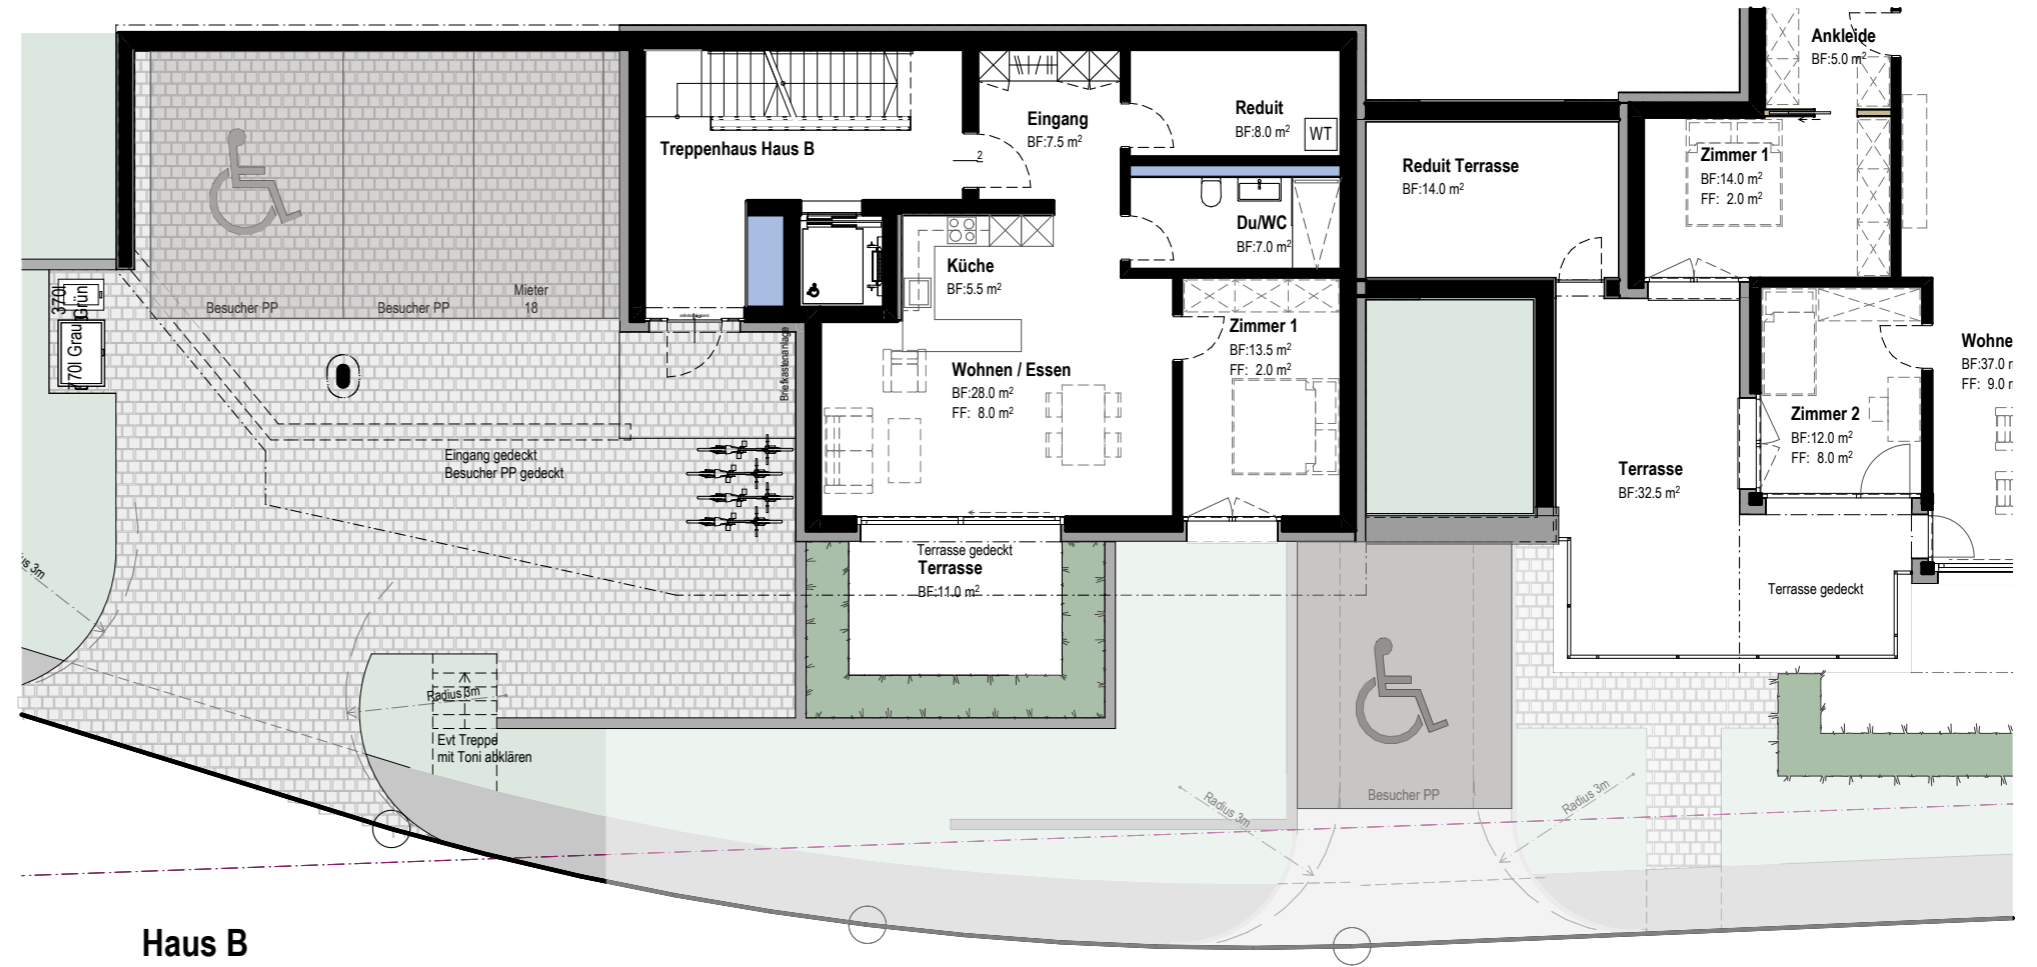 Ankleide
BF:5.0 m²
Reduit
BF:8.0 m²
WT
Eingang
BF:7.5 m²
2
Treppenhaus Haus B
Reduit Terrasse
BF:14.0 m²
Zimmer 1
BF:14.0 m²
FF: 2.0 m²
Du/WC
BF:7.0 m²
Küche
BF:5.5 m²
370l
Grün
770l Grau
Besucher PP
Besucher PP
Mieter
18
Briefkastenanlage
Zimmer 1
BF:13.5 m²
FF: 2.0 m²
Wohnen / Essen
BF:28.0 m²
FF: 8.0 m²
Wohne
BF:37.0 m
FF: 9.0 m
Zimmer 2
BF:12.0 m²
FF: 8.0 m²
Eingang gedeckt
Besucher PP gedeckt
Terrasse
BF:32.5 m²
Terrasse gedeckt
Terrasse
BF:11.0 m²
Terrasse gedeckt
us 3m
Radius 3m
Evt Treppe
mit Toni abklären
Besucher PP
Radius 3m
Radius 3m
Haus B